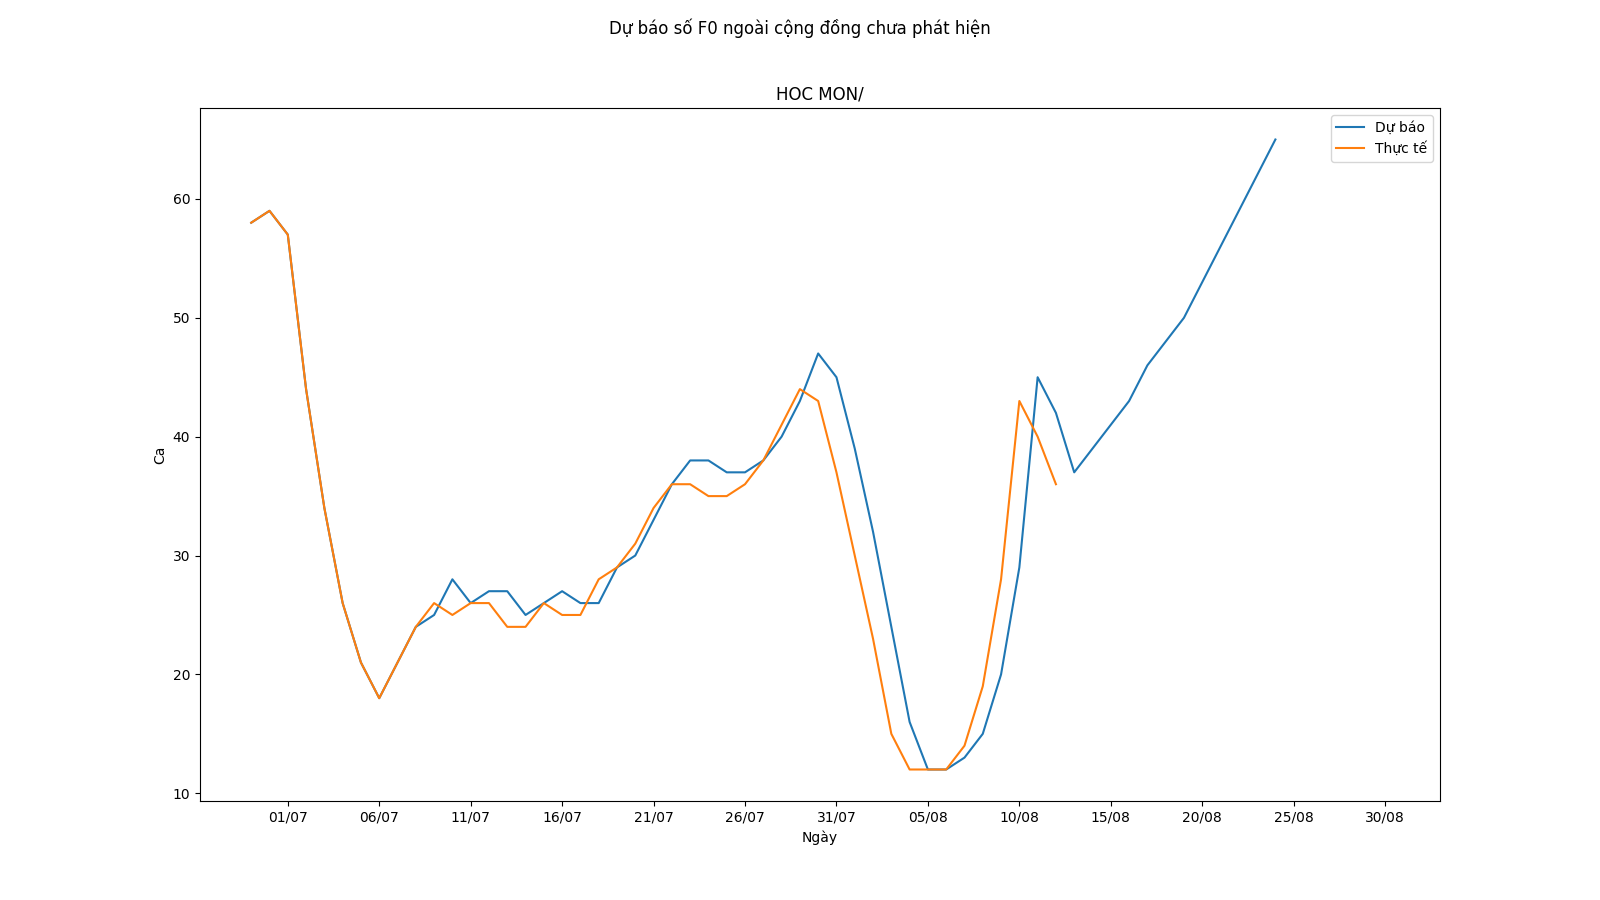 Dự báo số F0 ngoài cộng đồng chưa phát hiện
HOC MON/
Dự báo
Thực tế
60
50
40
30
20
10
Ca
01/07 06/07 11/07 16/07 21/07 26/07 31/07 05/08 10/08 15/08 20/08 25/08 30/08
Ngày